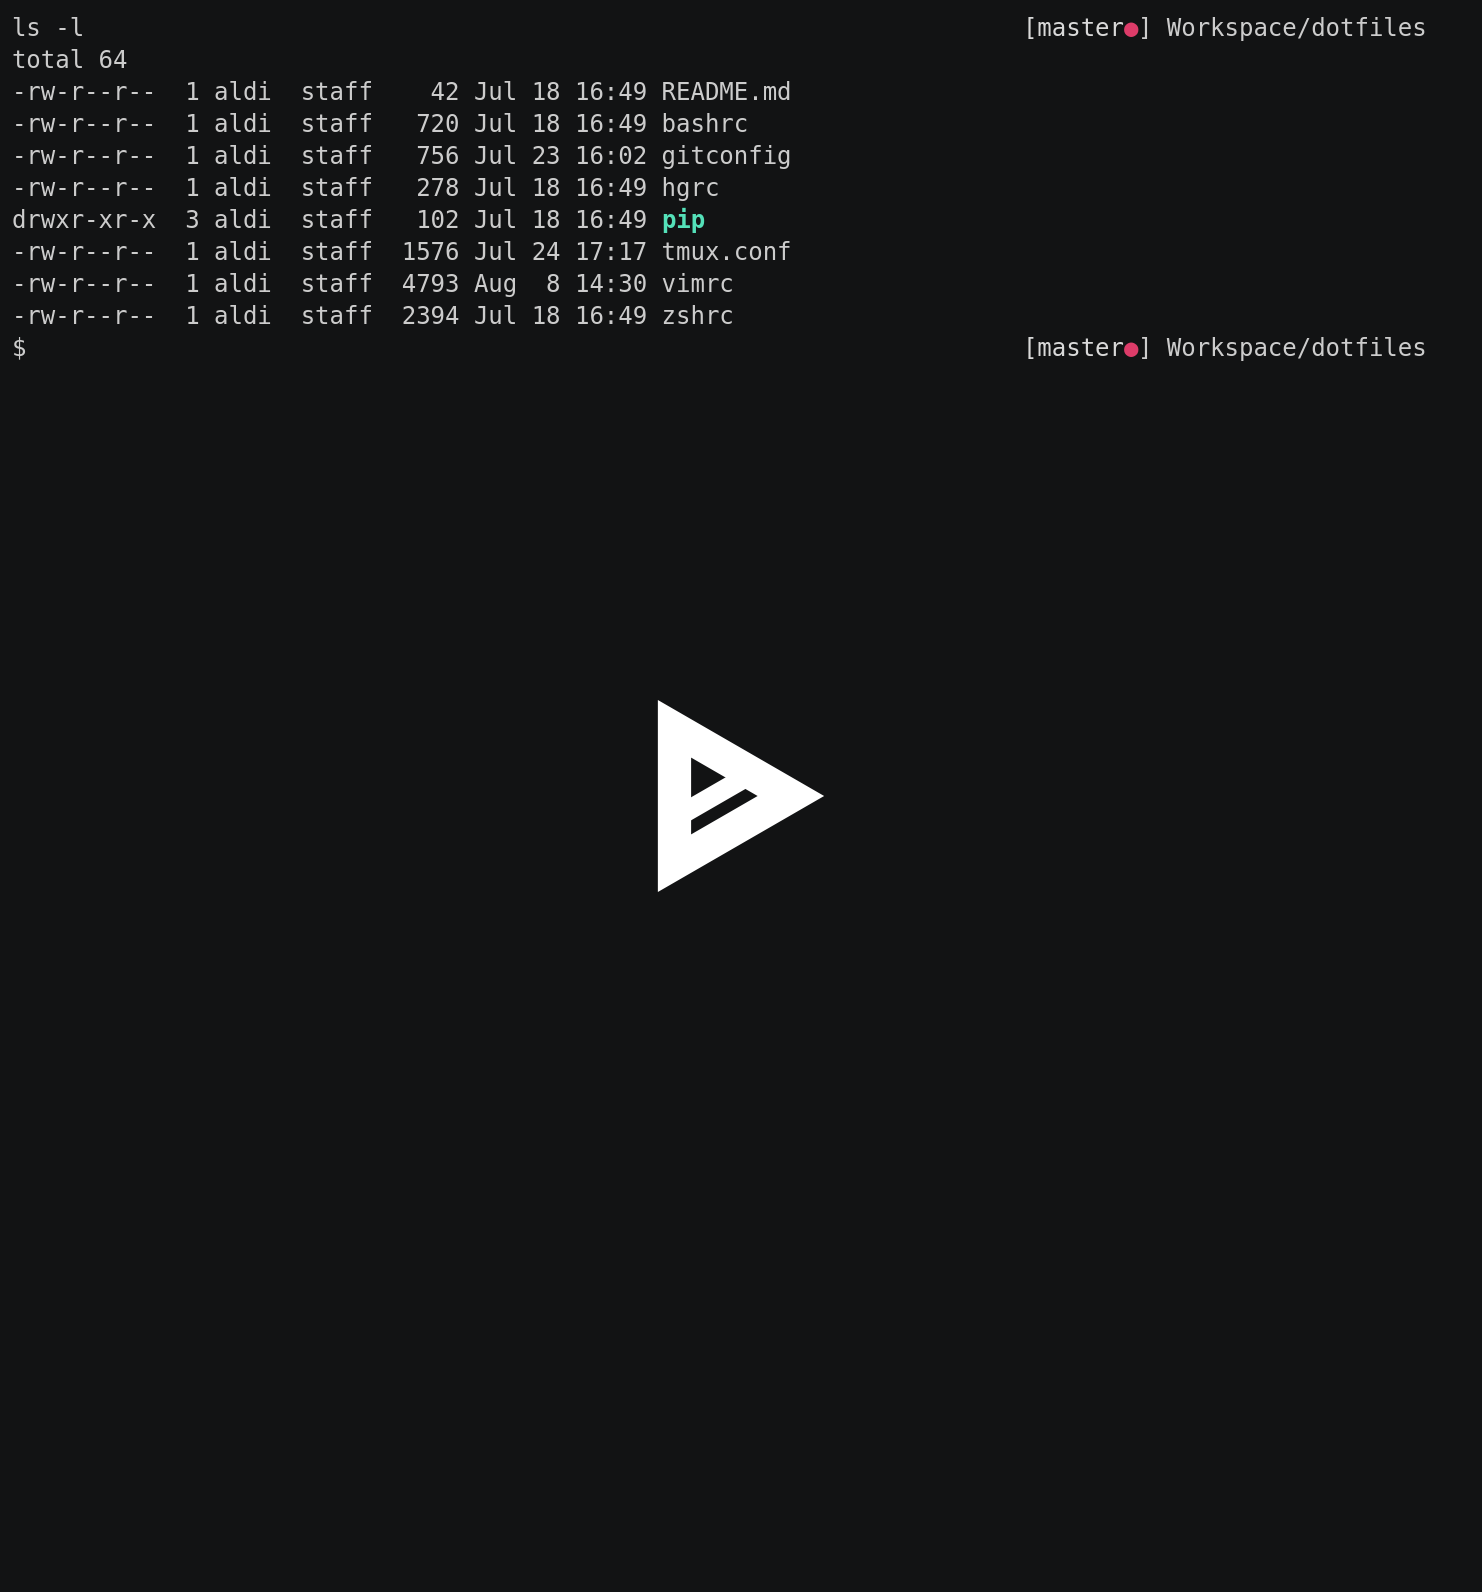 ls -l [master●] Workspace/dotfiles
total 64
-rw-r--r--  1 aldi  staff    42 Jul 18 16:49 README.md
-rw-r--r--  1 aldi  staff   720 Jul 18 16:49 bashrc
-rw-r--r--  1 aldi  staff   756 Jul 23 16:02 gitconfig
-rw-r--r--  1 aldi  staff   278 Jul 18 16:49 hgrc
drwxr-xr-x  3 aldi  staff   102 Jul 18 16:49 pip
-rw-r--r--  1 aldi  staff  1576 Jul 24 17:17 tmux.conf
-rw-r--r--  1 aldi  staff  4793 Aug  8 14:30 vimrc
-rw-r--r--  1 aldi  staff  2394 Jul 18 16:49 zshrc
$ [master●] Workspace/dotfiles